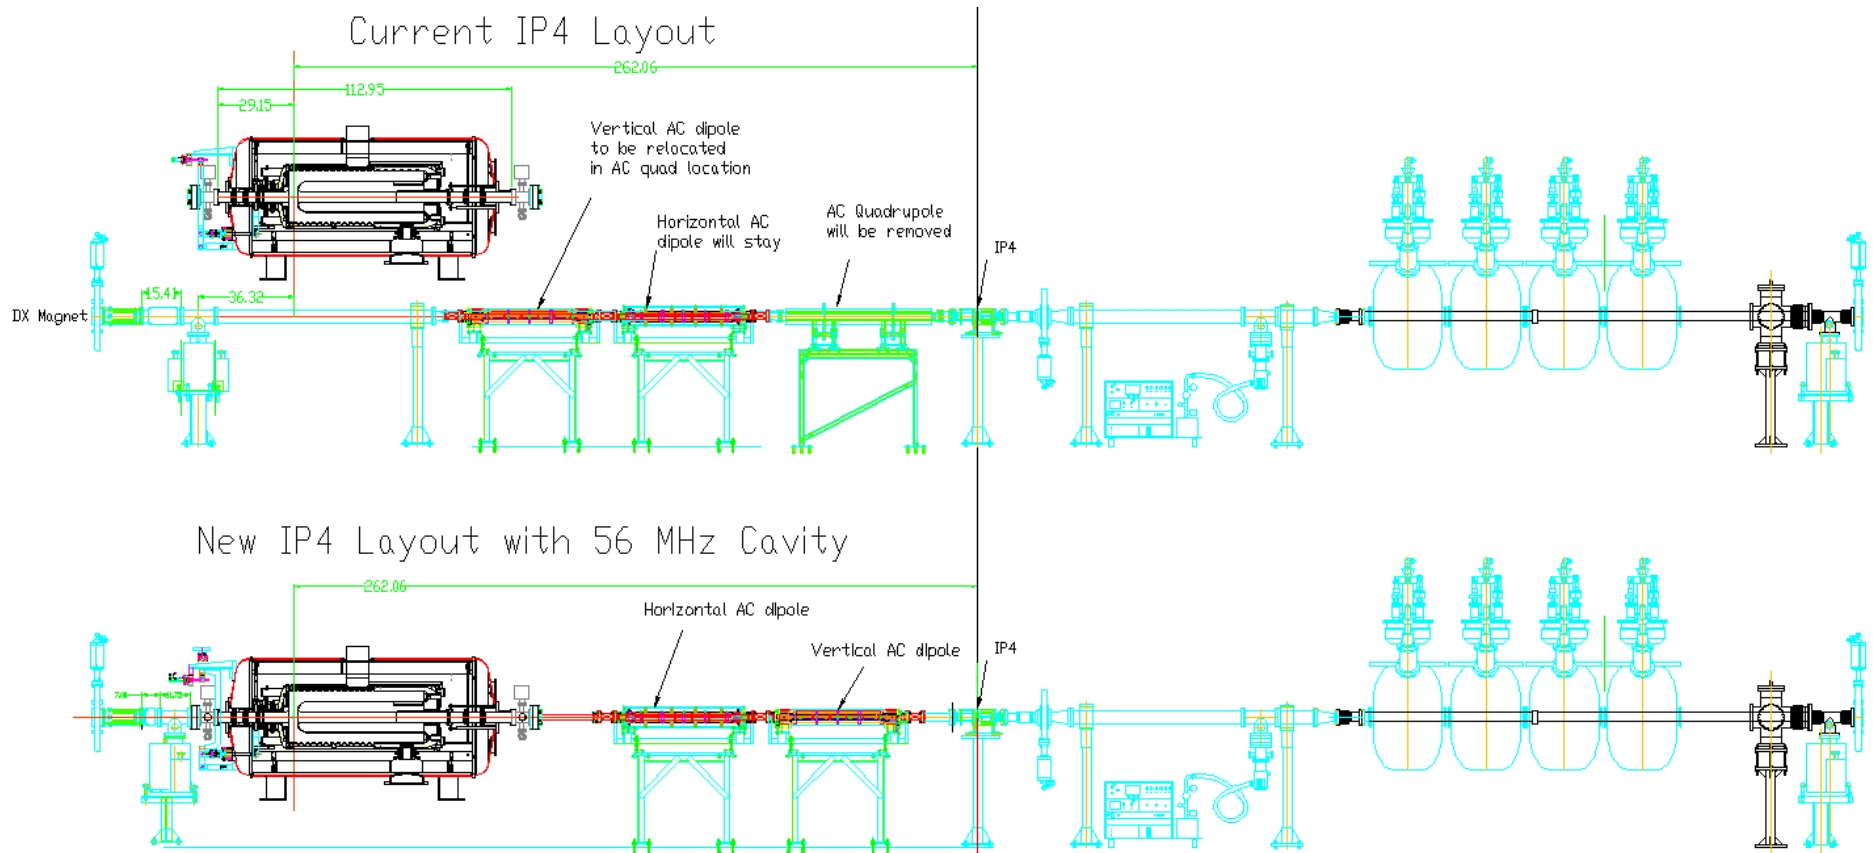 Current IP4 Layout
262.06
112.95
29.15
Vertical AC dipole
to be relocated
in AC quad location
Horizontal AC
dipole will stay
AC Quadrupole
will be removed
IP4
15.41
36.32
DX Magnet
New IP4 Layout with 56 MHz Cavity
262.06
Horizontal AC dipole
Vertical AC dipole
IP4